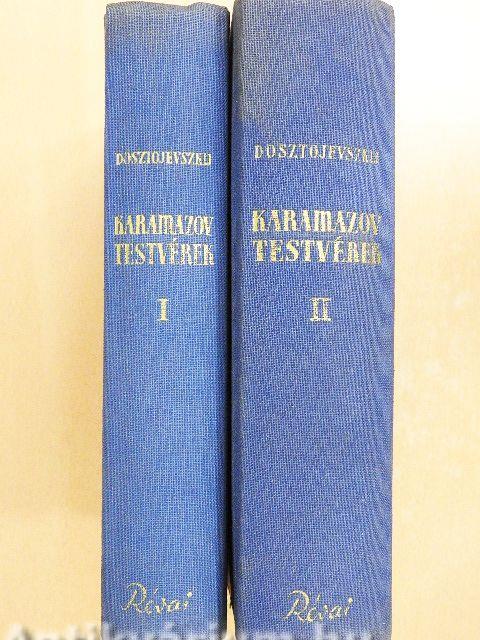 DOSZTOJEVSZKIJ
KARAMAZOV
TESTVÉREK
I
Révai
DOSZTOJEVSZKIJ
KARAMAZOV
TESTVÉREK
II
Révai